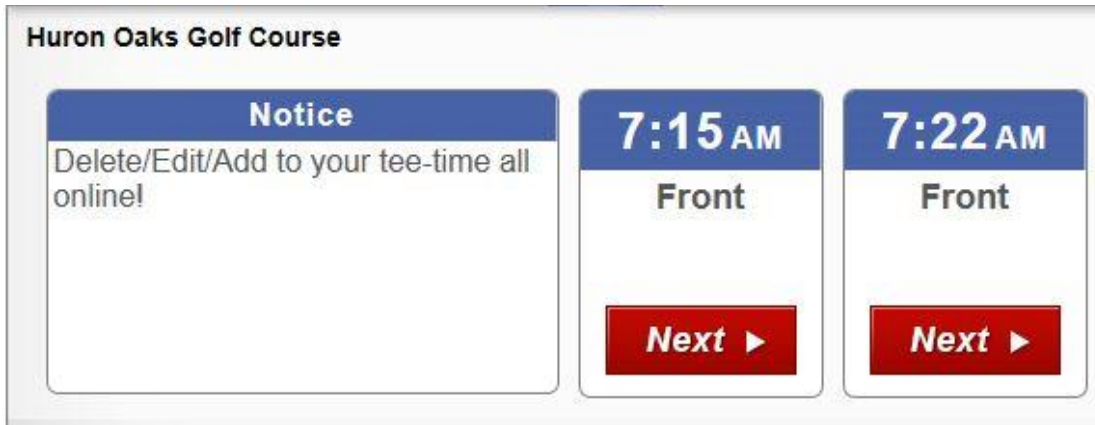 Huron Oaks Golf Course
Notice
Delete/Edit/Add to your tee-time all
online!
7:15 AM
Front
Next
7:22 AM
Front
Next